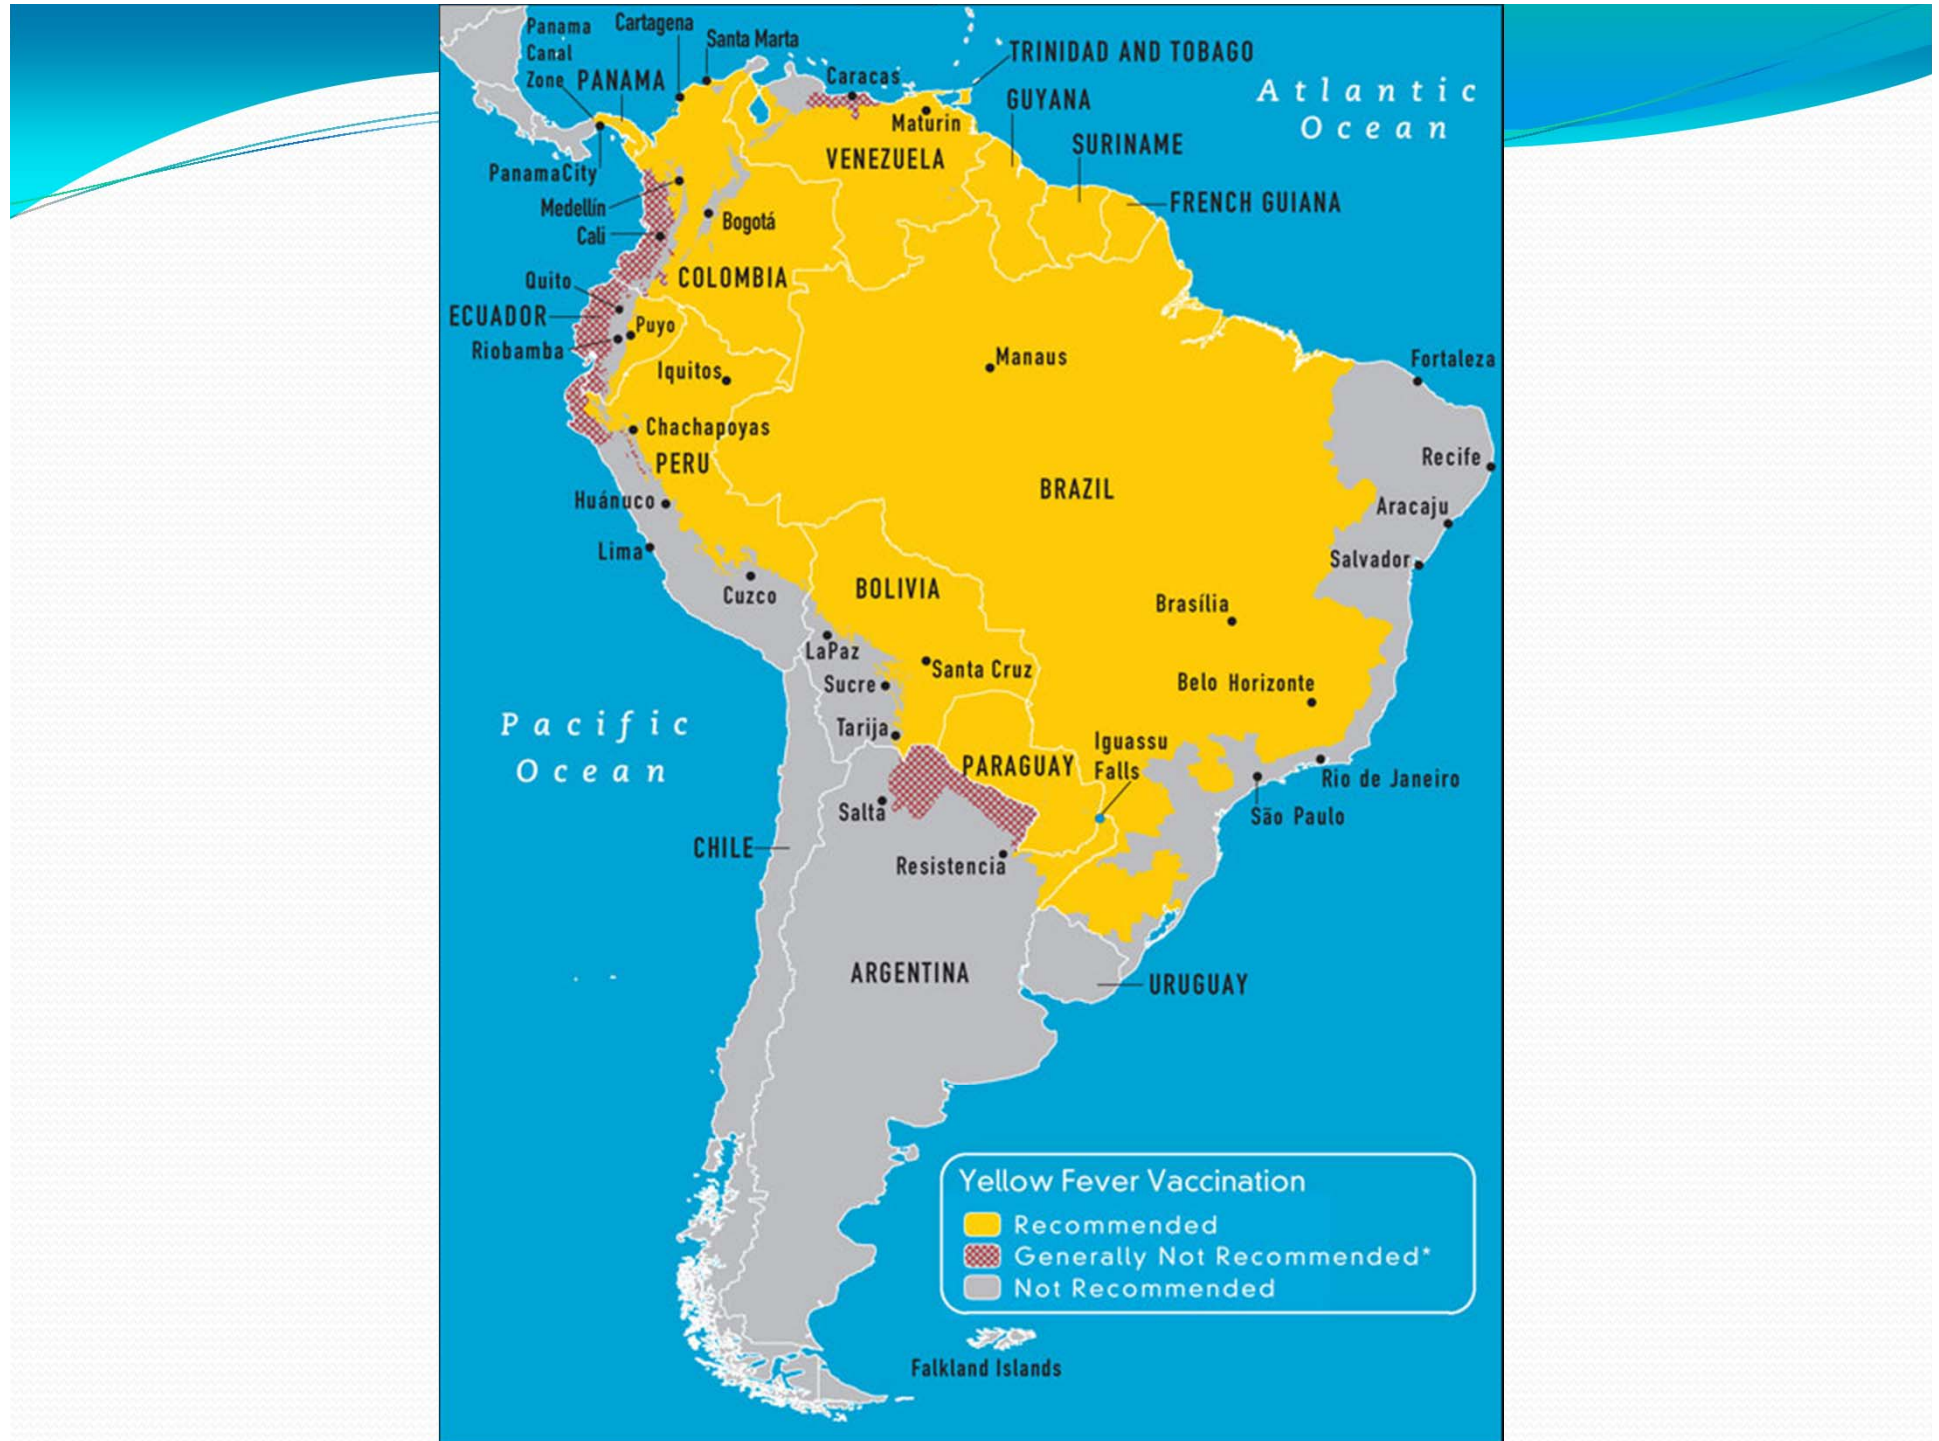 Panama
Canal
Zone
Cartagena
Santa Marta
PANAMA
Caracas
TRINIDAD AND TOBAGO
GUYANA
Atlantic
Ocean
Maturin
SURINAME
VENEZUELA
PanamaCity
FRENCH GUIANA
Medellín
Bogotá
Cali
COLOMBIA
Quito
ECUADOR
Puyo
Riobamba
Iquitos
Manaus
Fortaleza
Chachapoyas
PERU
Recife
BRAZIL
Huánuco
Aracaju
Lima
Salvador
Cuzco
BOLIVIA
Brasília
LaPaz
Santa Cruz
Sucre
Belo Horizonte
Pacific
Ocean
Tarija
Iguassu
Falls
PARAGUAY
Rio de Janeiro
Salta
São Paulo
CHILE
Resistencia
ARGENTINA
URUGUAY
Yellow Fever Vaccination
Recommended
Generally Not Recommended*
Not Recommended
Falkland Islands